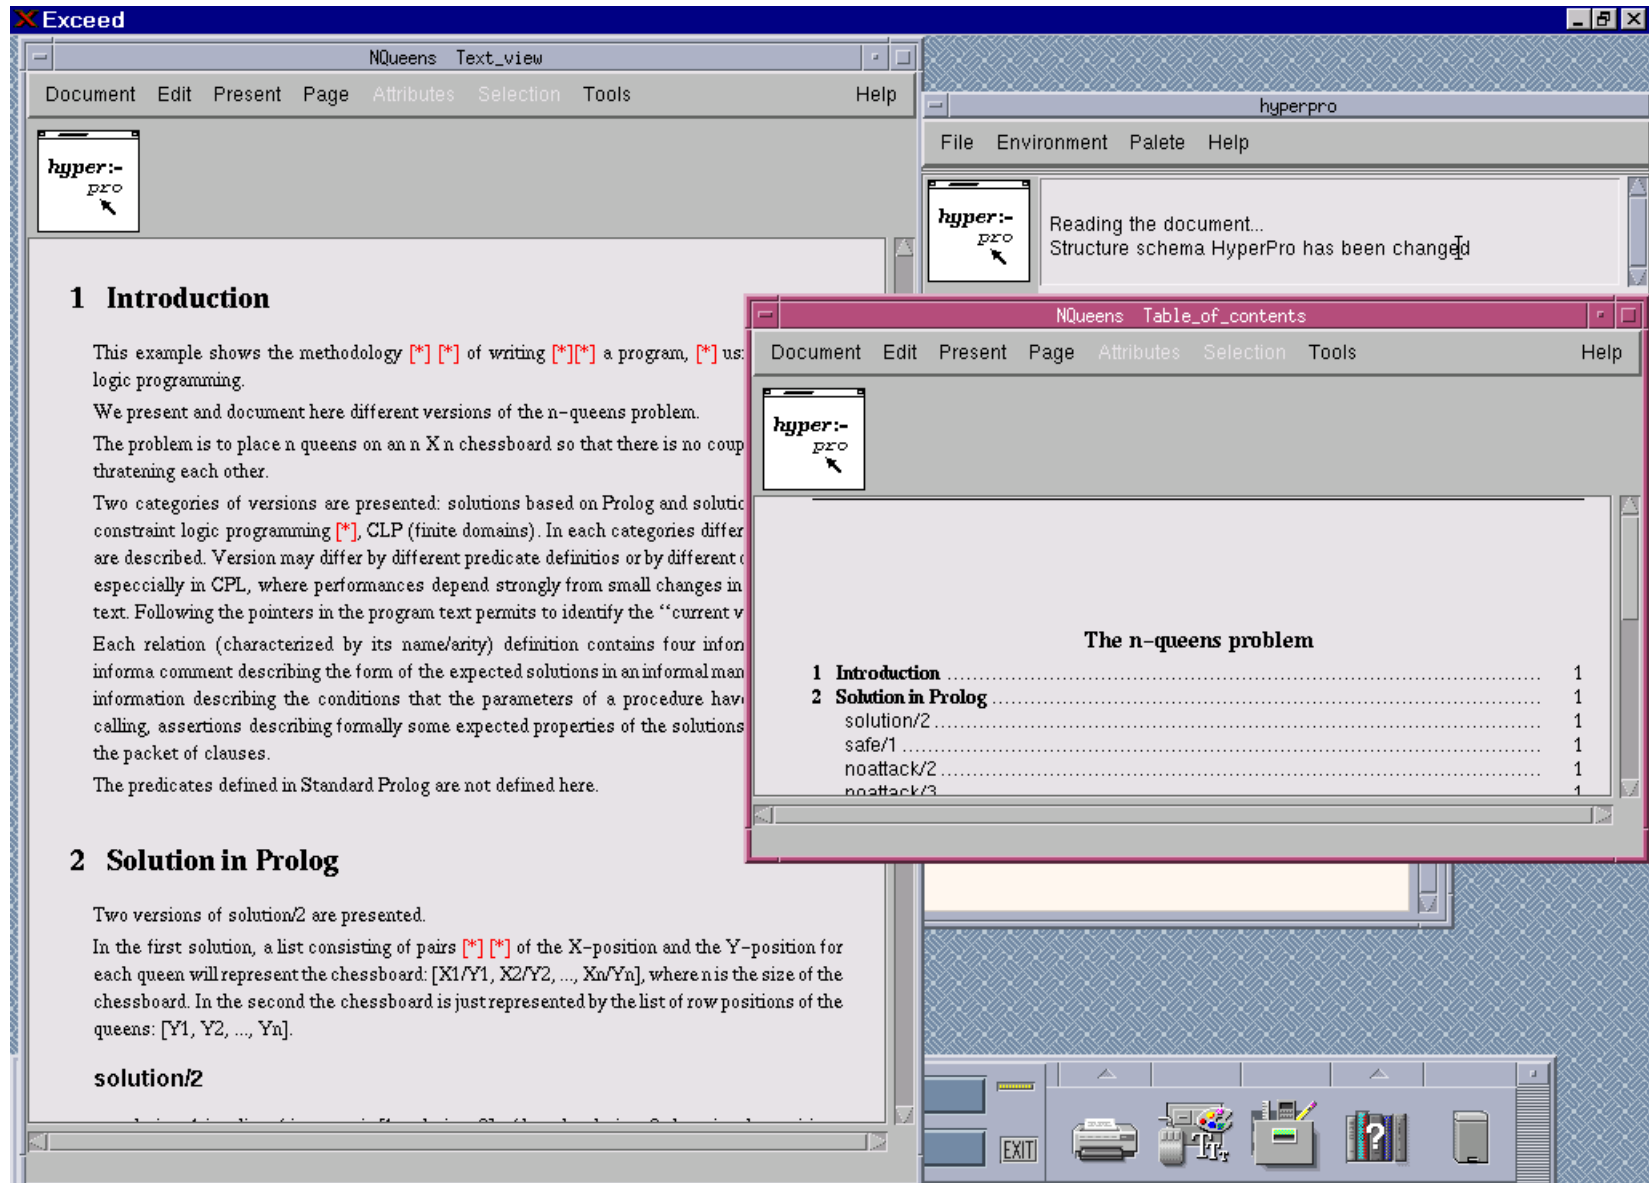 Exceed
NQueens Text_view
Document Edit Present Page Attributes Selection Tools Help
hyper:-
pro
1 Introduction
This example shows the methodology [*] [*] of writing [*][*] a program, [*] us
logic programming.
We present and document here different versions of the n-queens problem.
The problem is to place n queens on an n X n chessboard so that there is no coup
thratening each other.
Two categories of versions are presented: solutions based on Prolog and solutio
constraint logic programming [*], CLP (finite domains). In each categories differ
are described. Version may differ by different predicate definitios or by different
especcially in CPL, where performances depend strongly from small changes in
text. Following the pointers in the program text permits to identify the “current v
Each relation (characterized by its name/arity) definition contains four infor
informa comment describing the form of the expected solutions in an informal man
information describing the conditions that the parameters of a procedure hav
calling, assertions describing formally some expected properties of the solutions
the packet of clauses.
The predicates defined in Standard Prolog are not defined here.
2 Solution in Prolog
Two versions of solution/2 are presented.
In the first solution, a list consisting of pairs [*] [*] of the X-position and the Y-position for
each queen will represent the chessboard: [X1/Y1, X2/Y2, ..., Xn/Yn], where n is the size of the
chessboard. In the second the chessboard is just represented by the list of row positions of the
queens: [Y1, Y2, ..., Yn].
solution/2
hyperpro
File Environment Palete Help
hyper:-
pro
Reading the document...
Structure schema HyperPro has been changed
NQueens Table_of_contents
Document Edit Present Page Attributes Selection Tools Help
hyper:-
pro
The n-queens problem
1 Introduction 1
2 Solution in Prolog 1
solution/2 1
safe/1 1
noattack/2 1
noattack/3 1
EXIT